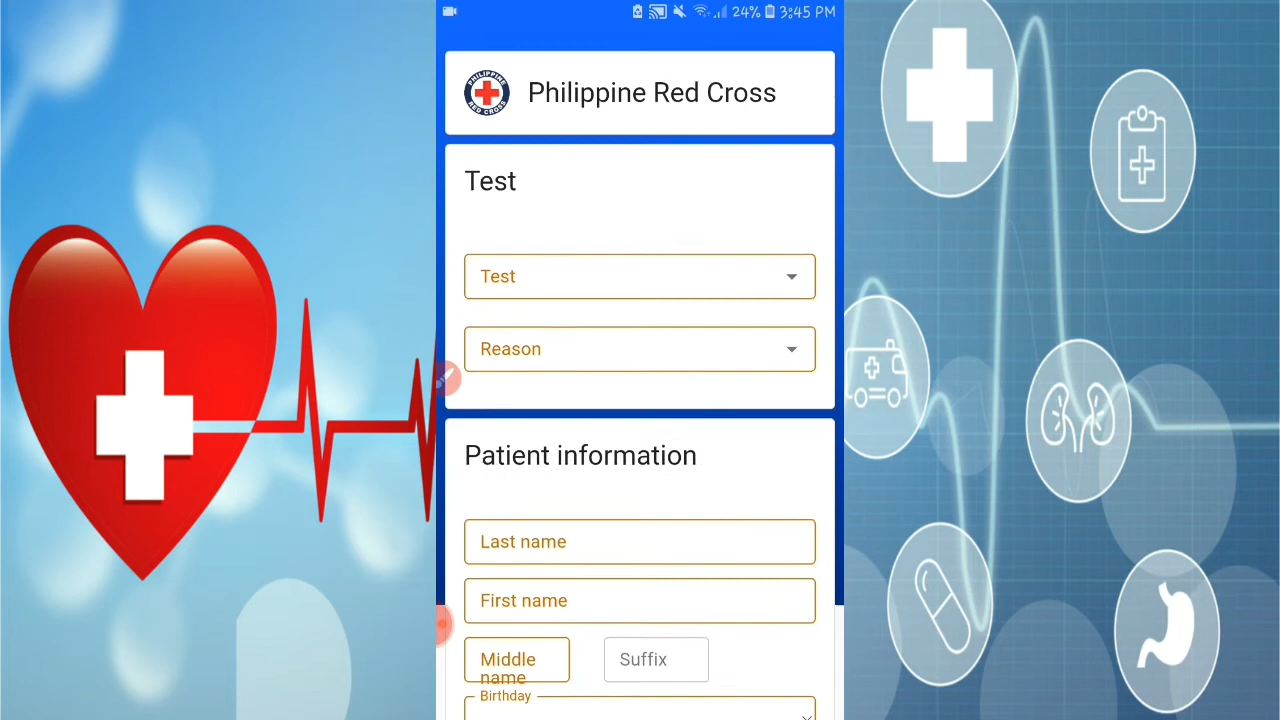 24% 3:45 PM
PHILIPPINE
RED CROSS
Philippine Red Cross
Test
Test
Reason
Patient information
Last name
First name
Middle
name
Suffix
Birthday